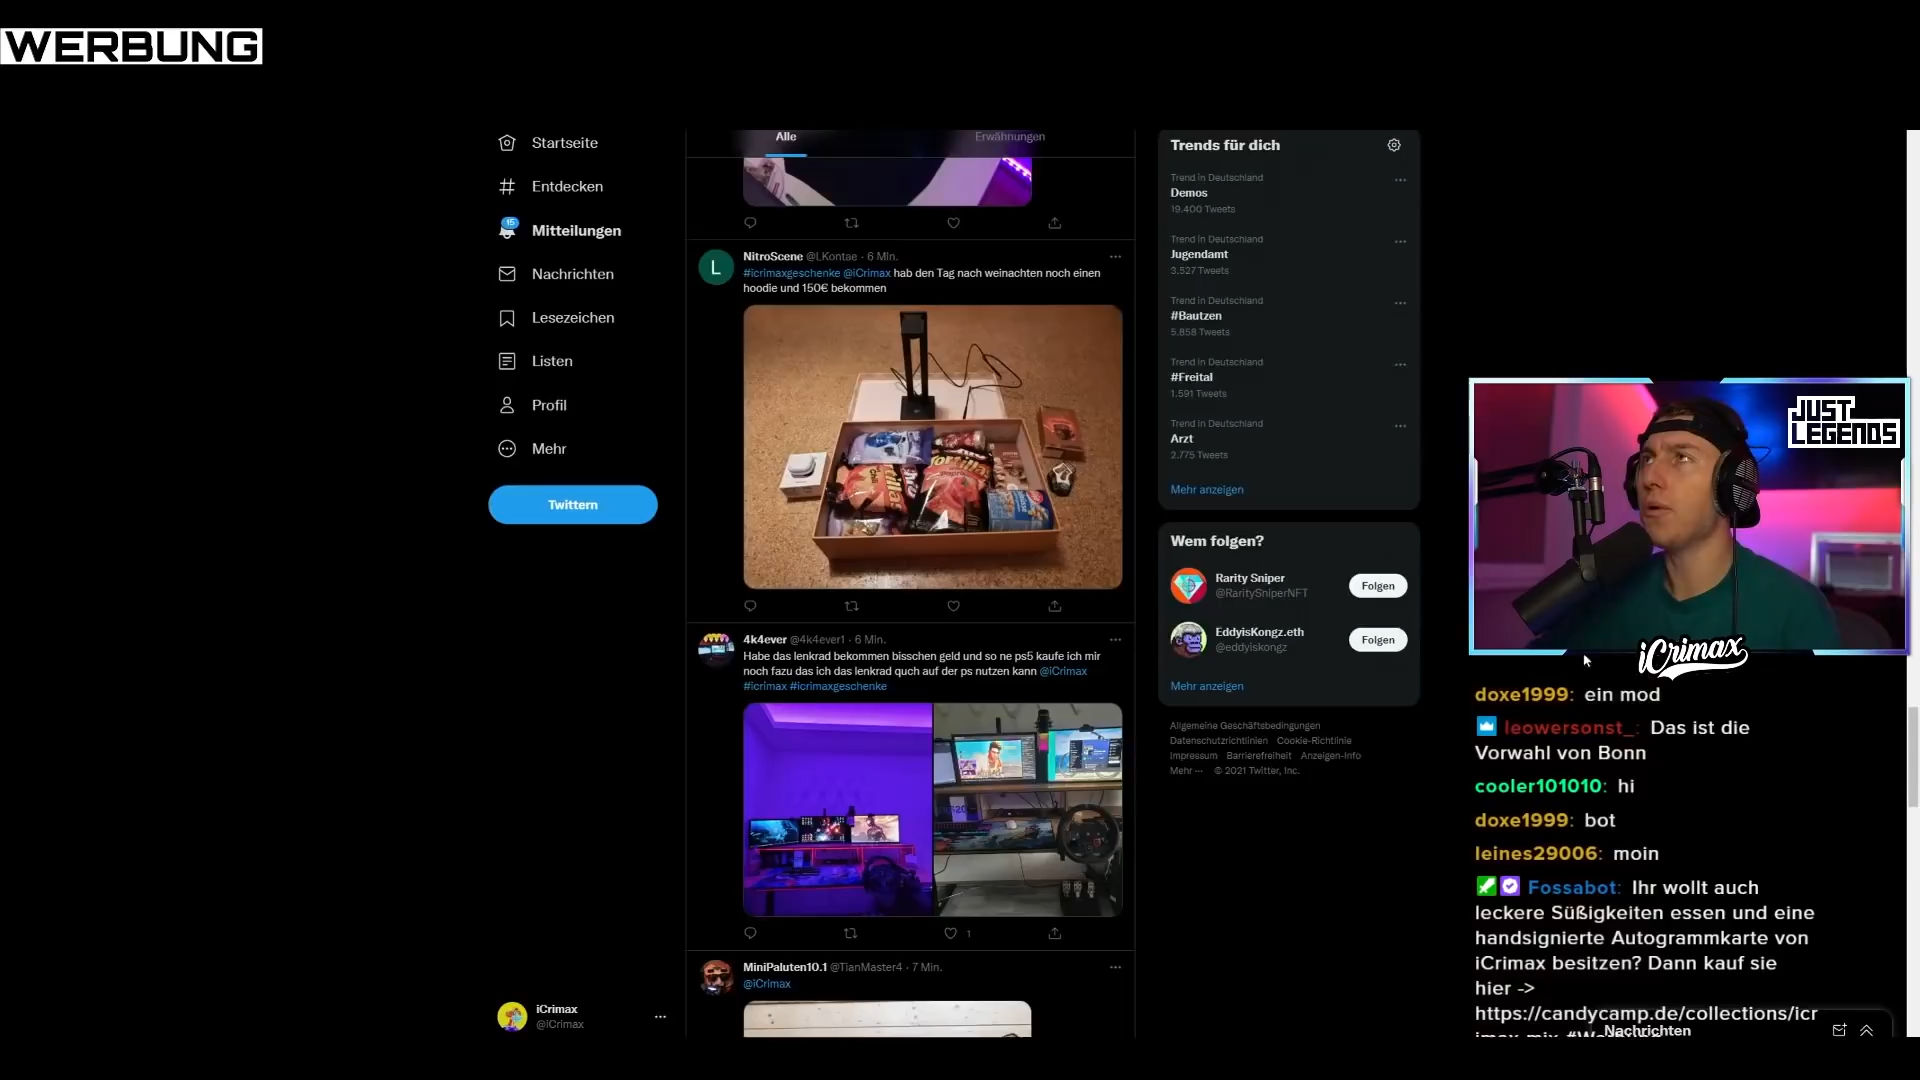 WERBUNG
Startseite
Entdecken
15
Mitteilungen
Nachrichten
Lesezeichen
Listen
Profil
Mehr
Twittern
iCrimax
@iCrimax
Alle
Erwähnungen
L
NitroScene @LKontae · 6 Min.
#icrimaxgeschenke @iCrimax hab den Tag nach weinachten noch einen
hoodie und 150€ bekommen
Chili
Tortilla
4k4ever @4k4ever1 · 6 Min.
Habe das lenkrad bekommen bisschen geld und so ne ps5 kaufe ich mir
noch fazu das ich das lenkrad quch auf der ps nutzen kann @iCrimax
#icrimax #icrimaxgeschenke
1
MiniPaluten10.1 @TianMaster4 · 7 Min.
@iCrimax
Trends für dich
Trend in Deutschland
Demos
19.400 Tweets
Trend in Deutschland
Jugendamt
3.527 Tweets
Trend in Deutschland
#Bautzen
5.858 Tweets
Trend in Deutschland
#Freital
1.591 Tweets
Trend in Deutschland
Arzt
2.775 Tweets
Mehr anzeigen
Wem folgen?
Rarity Sniper
@RaritySniperNFT
Folgen
EddyisKongz.eth
@eddyiskongz
Folgen
Mehr anzeigen
Allgemeine Geschäftsbedingungen
Datenschutzrichtlinien Cookie-Richtlinie
Impressum Barrierefreiheit Anzeigen-Info
Mehr ··· © 2021 Twitter, Inc.
JUST
LEGENDS
iCrimax
doxe1999: ein mod
leowersonst_: Das ist die
Vorwahl von Bonn
cooler101010: hi
doxe1999: bot
leines29006: moin
Fossabot: Ihr wollt auch
leckere Süßigkeiten essen und eine
handsignierte Autogrammkarte von
iCrimax besitzen? Dann kauf sie
hier ->
https://candycamp.de/collections/icr
Nachrichten